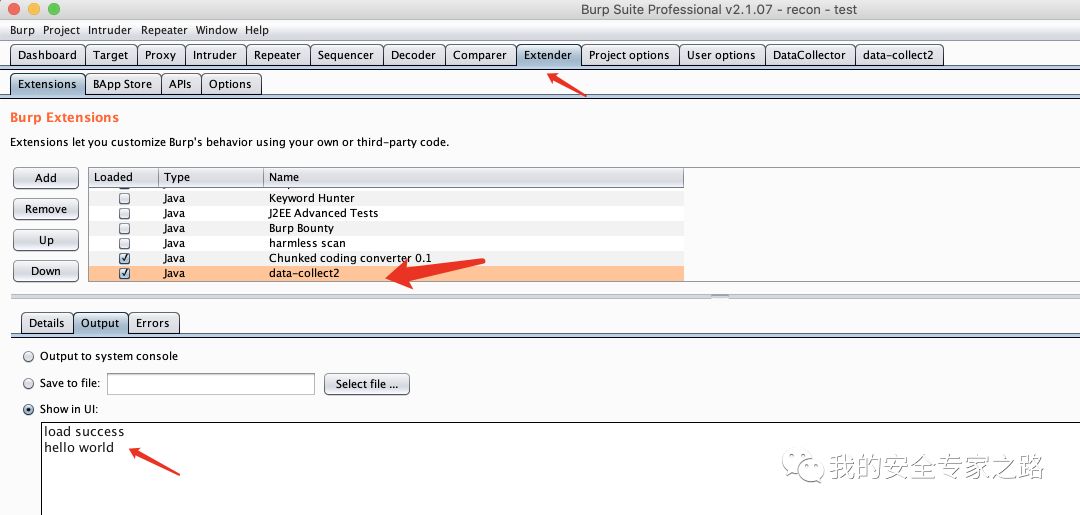 Burp Suite Professional v2.1.07 - recon - test
Burp Project Intruder Repeater Window Help
Dashboard Target Proxy Intruder Repeater Sequencer Decoder Comparer Extender Project options User options DataCollector data-collect2
Extensions BApp Store APIs Options
Burp Extensions
Extensions let you customize Burp's behavior using your own or third-party code.
Add
Remove
Up
Down
Loaded Type Name
Java Keyword Hunter
Java J2EE Advanced Tests
Java Burp Bounty
Java harmless scan
Java Chunked coding converter 0.1
Java data-collect2
Details Output Errors
Output to system console
Save to file: Select file ...
Show in UI:
load success
hello world
我的安全专家之路